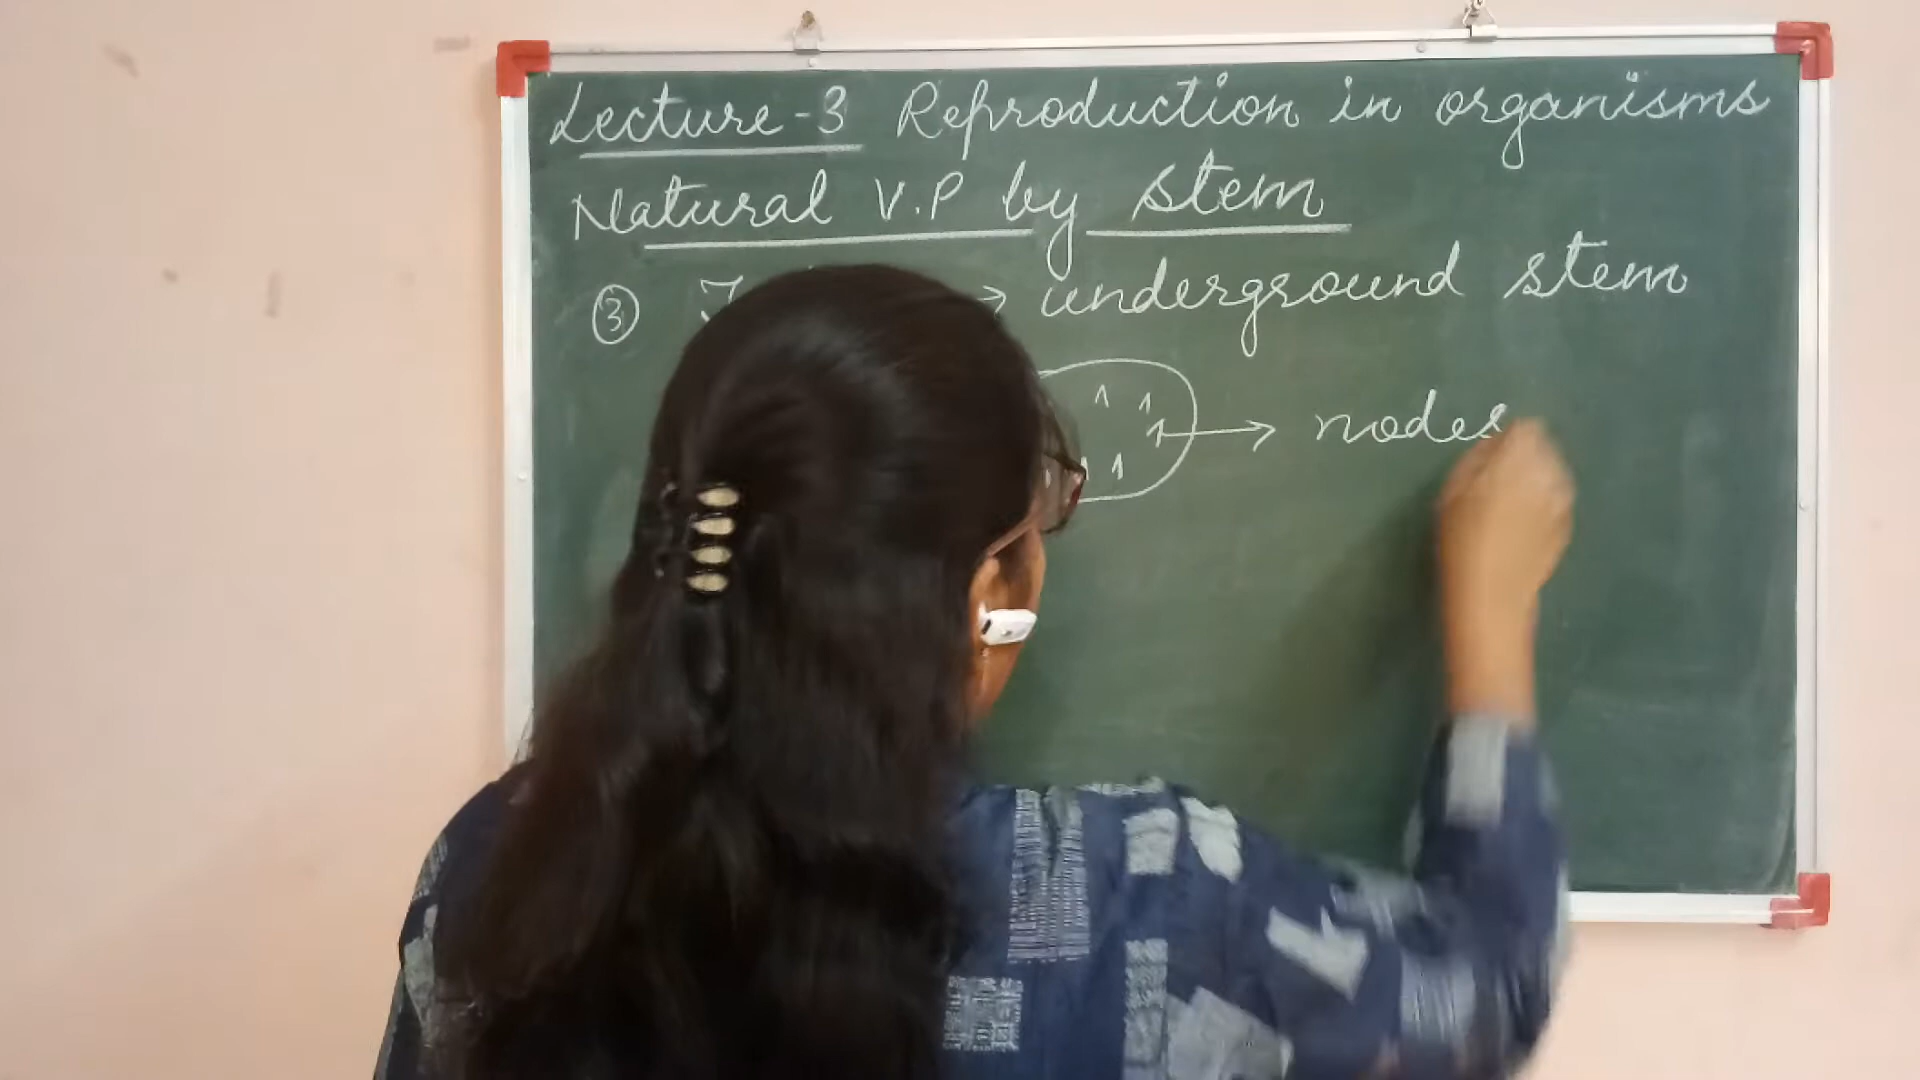 Lecture-3 Reproduction in organisms
Natural V.P by stem
③ → underground stem
→ nodes